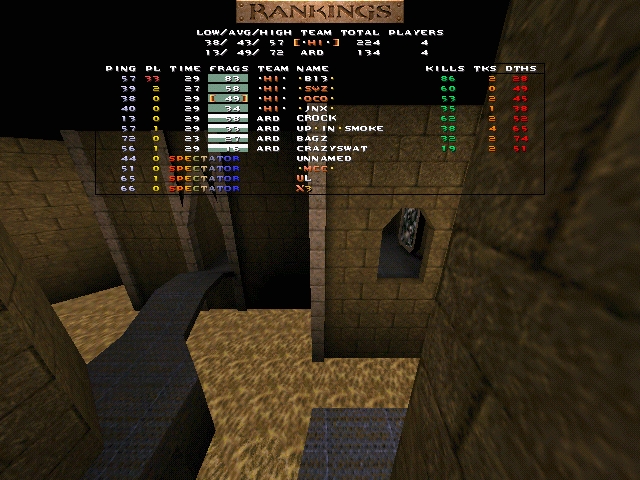 RANKINGS
LOW/AVG/HIGH TEAM TOTAL PLAYERS
38/ 43/ 57 [·HI·] 224 4
13/ 49/ 72 ARD 134 4
PING PL TIME FRAGS TEAM NAME KILLS TKS DTHS
57 33 29 83 ·HI· ·B13· 86 2 28
39 2 27 58 ·HI· ·SYZ· 60 0 49
38 0 29 [ 49] ·HI· ·OCO· 53 2 45
40 0 29 34 ·HI· ·JNX· 35 1 38
13 0 29 58 ARD CROCK 62 2 52
57 1 29 33 ARD UP·IN·SMOKE 38 4 65
72 0 23 27 ARD BAGZ 32 2 74
56 1 29 16 ARD CRAZYSWAT 19 2 51
44 0 SPECTATOR UNNAMED
51 0 SPECTATOR
65 1 SPECTATOR UL
66 0 SPECTATOR X3